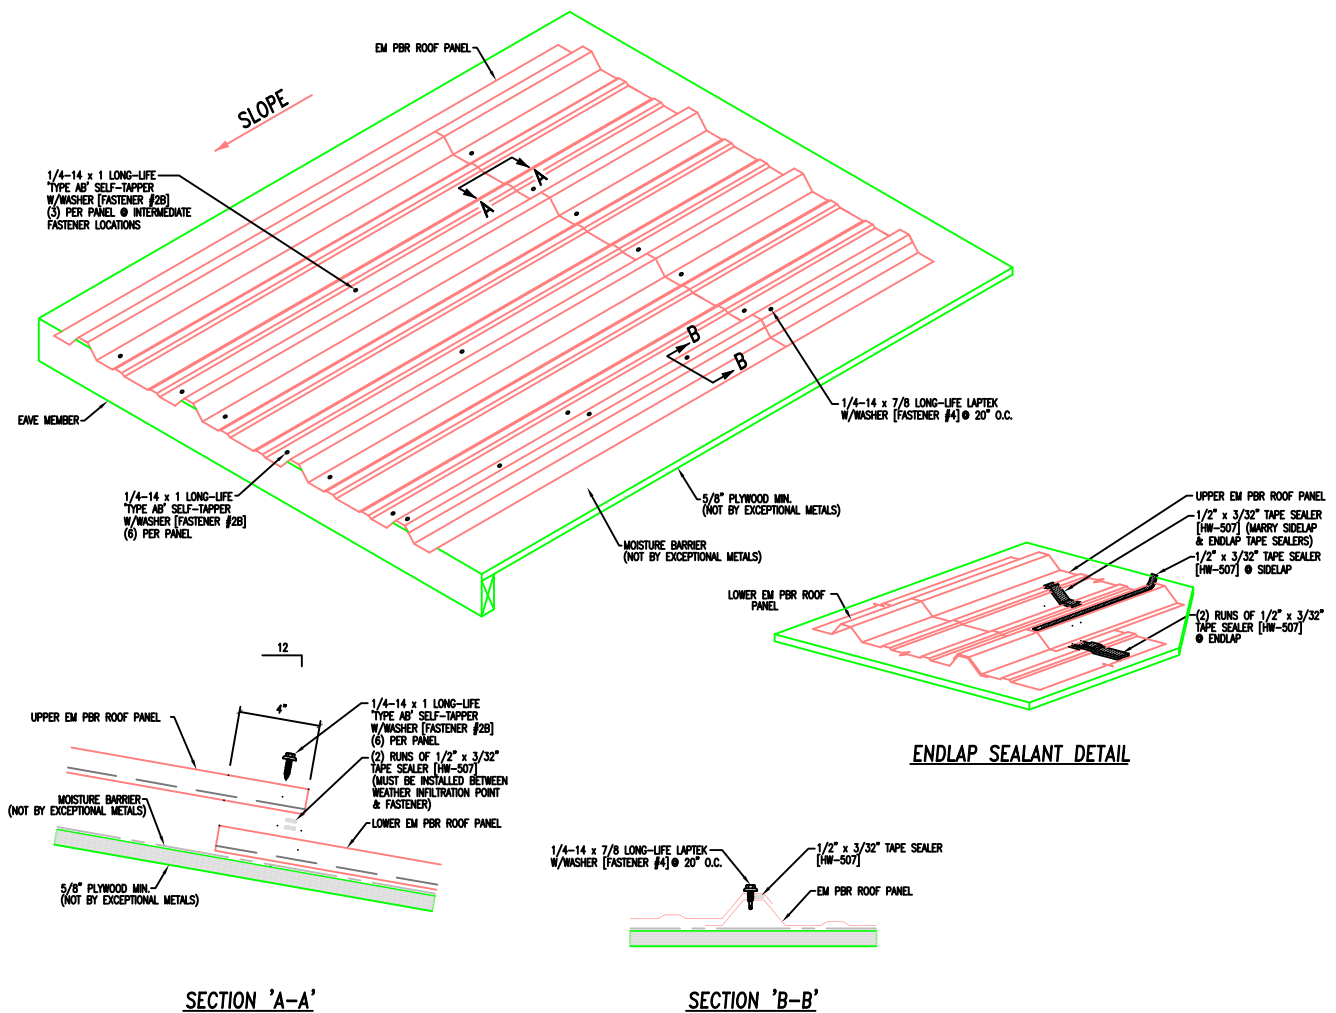 EM PBR ROOF PANEL
SLOPE
1/4-14 x 1 LONG-LIFE
'TYPE AB' SELF-TAPPER
W/WASHER [FASTENER #2B]
(3) PER PANEL @ INTERMEDIATE
FASTENER LOCATIONS
A
A
B
B
EAVE MEMBER
1/4-14 x 7/8 LONG-LIFE LAPTEK
W/WASHER [FASTENER #4] @ 20" O.C.
1/4-14 x 1 LONG-LIFE
'TYPE AB' SELF-TAPPER
W/WASHER [FASTENER #2B]
(6) PER PANEL
5/8" PLYWOOD MIN.
(NOT BY EXCEPTIONAL METALS)
MOISTURE BARRIER
(NOT BY EXCEPTIONAL METALS)
UPPER EM PBR ROOF PANEL
1/2" x 3/32" TAPE SEALER
[HW-507] (MARRY SIDELAP
& ENDLAP TAPE SEALERS)
1/2" x 3/32" TAPE SEALER
[HW-507] @ SIDELAP
LOWER EM PBR ROOF
PANEL
(2) RUNS OF 1/2" x 3/32"
TAPE SEALER [HW-507]
@ ENDLAP
ENDLAP SEALANT DETAIL
12
4"
UPPER EM PBR ROOF PANEL
1/4-14 x 1 LONG-LIFE
'TYPE AB' SELF-TAPPER
W/WASHER [FASTENER #2B]
(6) PER PANEL
(2) RUNS OF 1/2" x 3/32"
TAPE SEALER [HW-507]
(MUST BE INSTALLED BETWEEN
WEATHER INFILTRATION POINT
& FASTENER)
MOISTURE BARRIER
(NOT BY EXCEPTIONAL METALS)
LOWER EM PBR ROOF PANEL
5/8" PLYWOOD MIN.
(NOT BY EXCEPTIONAL METALS)
SECTION 'A-A'
1/4-14 x 7/8 LONG-LIFE LAPTEK
W/WASHER [FASTENER #4] @ 20" O.C.
1/2" x 3/32" TAPE SEALER
[HW-507]
EM PBR ROOF PANEL
SECTION 'B-B'